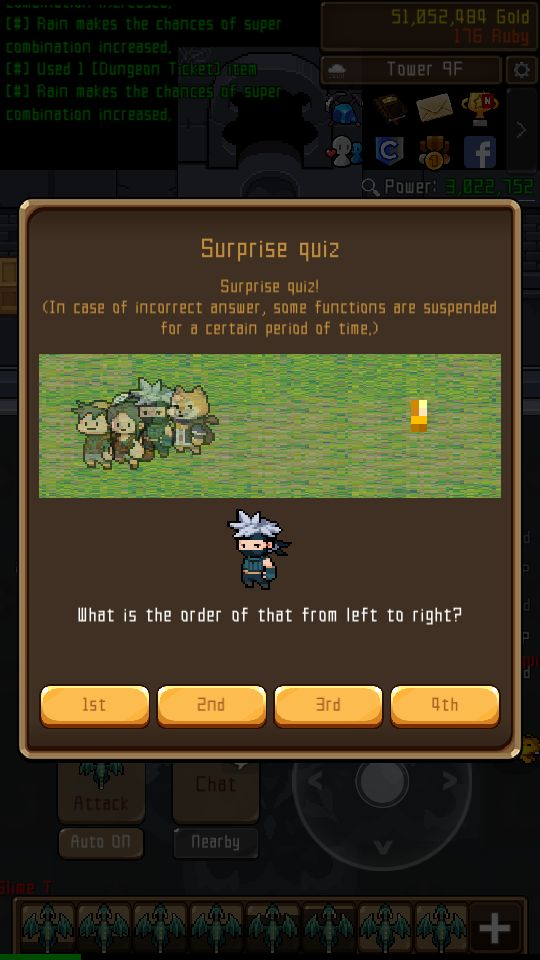 combination increased.
[#] Rain makes the chances of super
combination increased.
[#] Used 1 [Dungeon Ticket] item
[#] Rain makes the chances of super
combination increased.
51,052,484 Gold
176 Ruby
Tower 9F
N
C
f
Power: 3,022,752
Surprise quiz
Surprise quiz!
(In case of incorrect answer, some functions are suspended
for a certain period of time.)
What is the order of that from left to right?
1st
2nd
3rd
4th
Attack
Chat
Auto ON
Nearby
Slime T